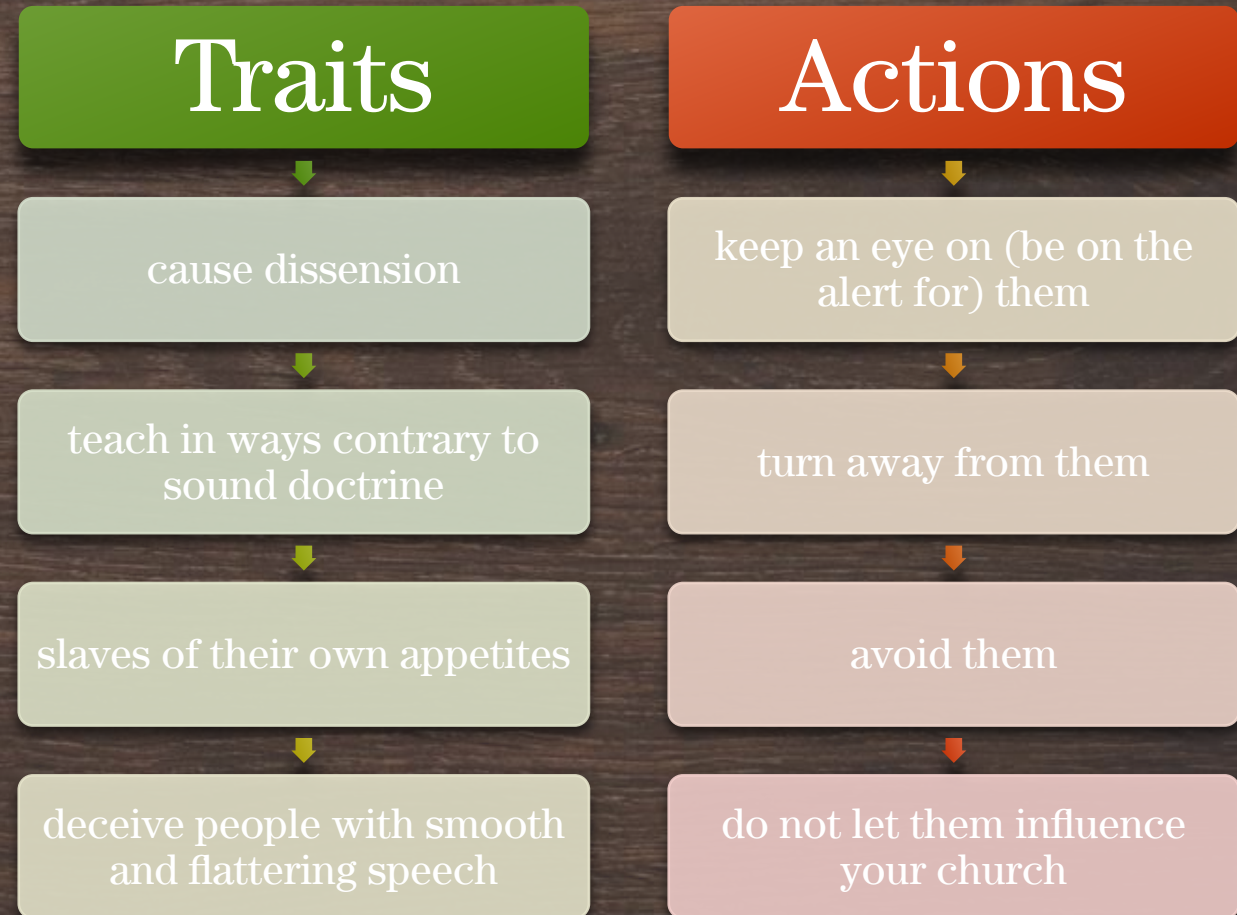 Traits
cause dissension
teach in ways contrary to
sound doctrine
slaves of their own appetites
deceive people with smooth
and flattering speech
Actions
keep an eye on (be on the
alert for) them
turn away from them
avoid them
do not let them influence
your church